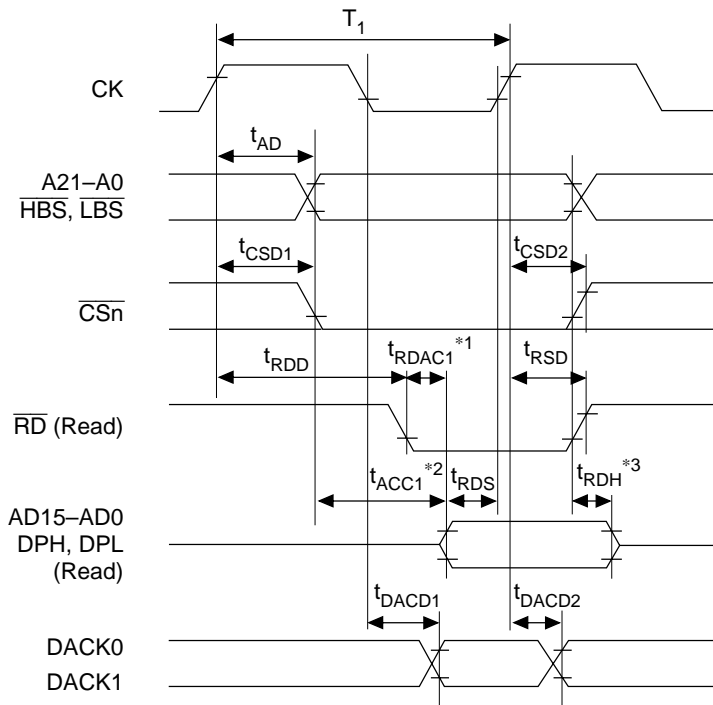 T1
CK
tAD
A21–A0
HBS, LBS
tCSD1
tCSD2
CSn
tRDD
tRDAC1 *1
tRSD
RD (Read)
tACC1 *2
tRDS
tRDH *3
AD15–AD0
DPH, DPL
(Read)
tDACD1
tDACD2
DACK0
DACK1